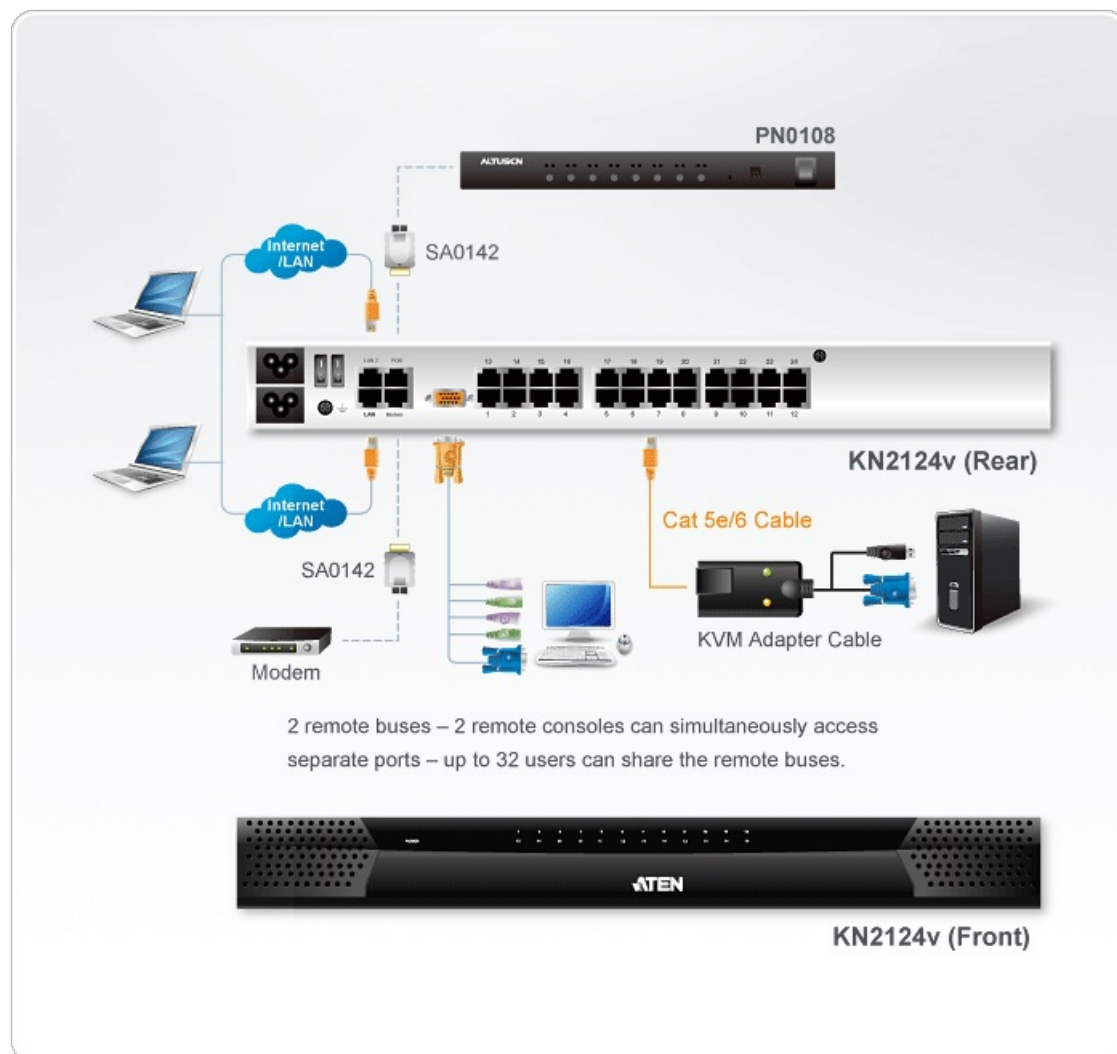 PN0108
ALTUSEN
Internet
/LAN
SA0142
LAN 2 PON
13 14 15 16 17 18 19 20 21 22 23 24
LAN Modem
1 2 3 4 5 6 7 8 9 10 11 12
KN2124v (Rear)
Internet
/LAN
Cat 5e/6 Cable
SA0142
KVM Adapter Cable
Modem
2 remote buses – 2 remote consoles can simultaneously access
separate ports – up to 32 users can share the remote buses.
POWER
ATEN
KN2124v (Front)